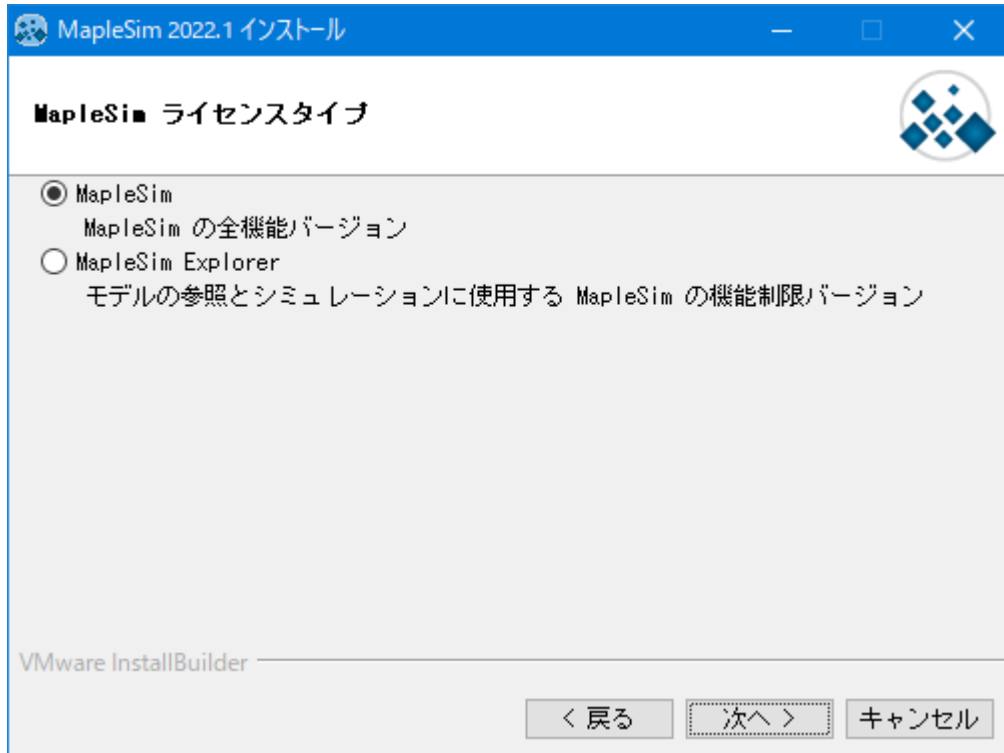 MapleSim 2022.1 インストール
MapleSim ライセンスタイプ
MapleSim
MapleSim の全機能バージョン
MapleSim Explorer
モデルの参照とシミュレーションに使用する MapleSim の機能制限バージョン
VMware InstallBuilder
< 戻る 次へ > キャンセル